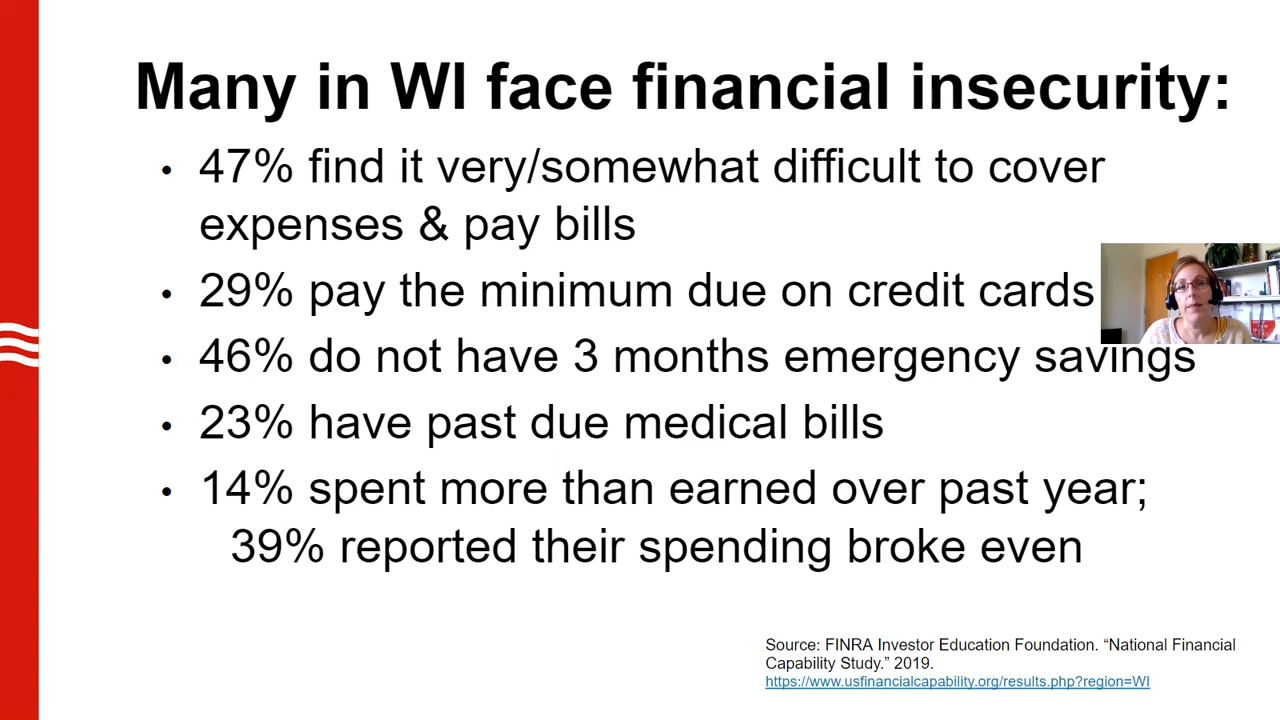 Many in WI face financial insecurity:
• 47% find it very/somewhat difficult to cover
expenses & pay bills
• 29% pay the minimum due on credit cards
• 46% do not have 3 months emergency savings
• 23% have past due medical bills
• 14% spent more than earned over past year;
39% reported their spending broke even
Source: FINRA Investor Education Foundation. “National Financial
Capability Study.” 2019.
https://www.usfinancialcapability.org/results.php?region=WI